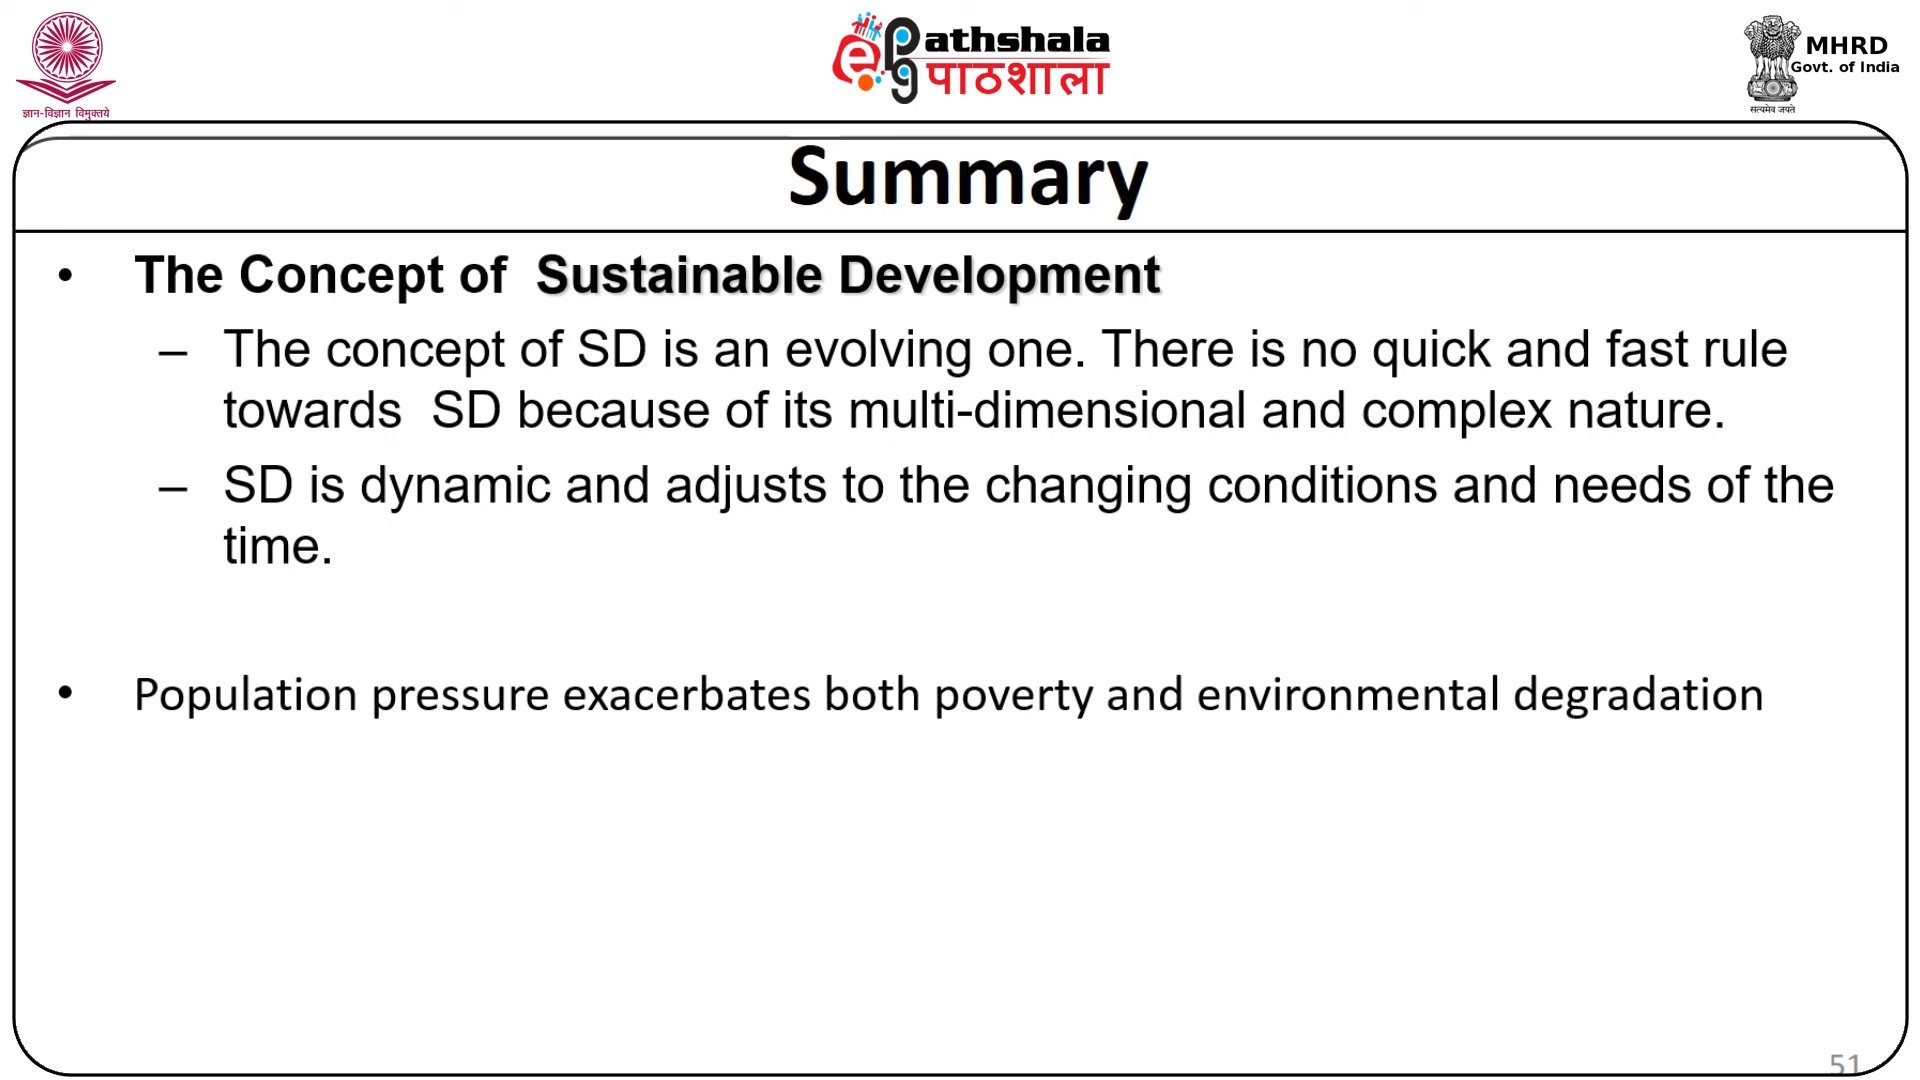 ज्ञान-विज्ञान विमुक्तये
ePG Pathshala
पाठशाला
MHRD
Govt. of India
सत्यमेव जयते
Summary
• The Concept of  Sustainable Development
– The concept of SD is an evolving one. There is no quick and fast rule
towards  SD because of its multi-dimensional and complex nature.
– SD is dynamic and adjusts to the changing conditions and needs of the
time.
• Population pressure exacerbates both poverty and environmental degradation
51